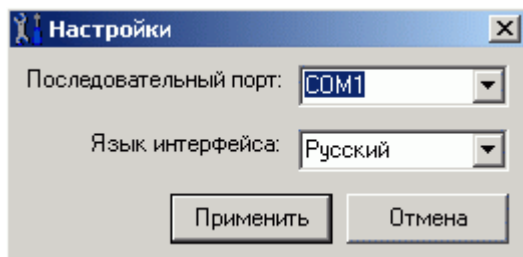 Настройки
Последовательный порт: COM1
Язык интерфейса: Русский
Применить Отмена